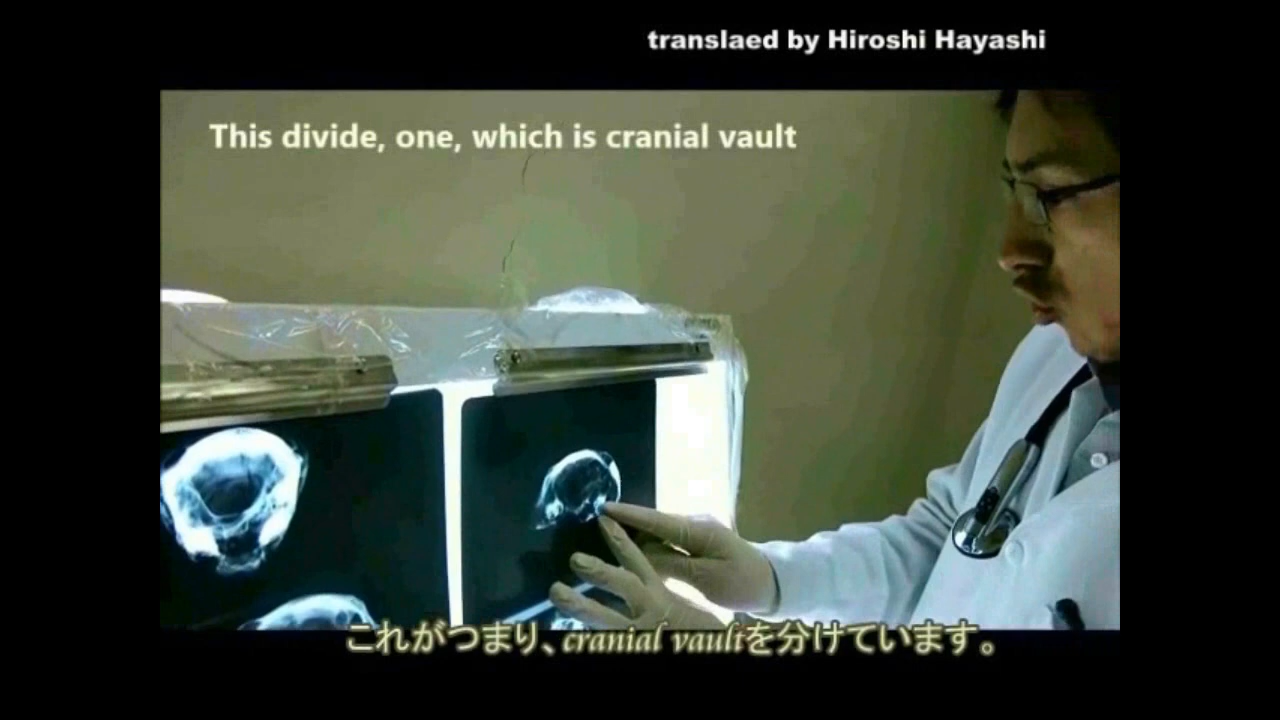 translaed by Hiroshi Hayashi
This divide, one, which is cranial vault
これがつまり、cranial vaultを分けています。